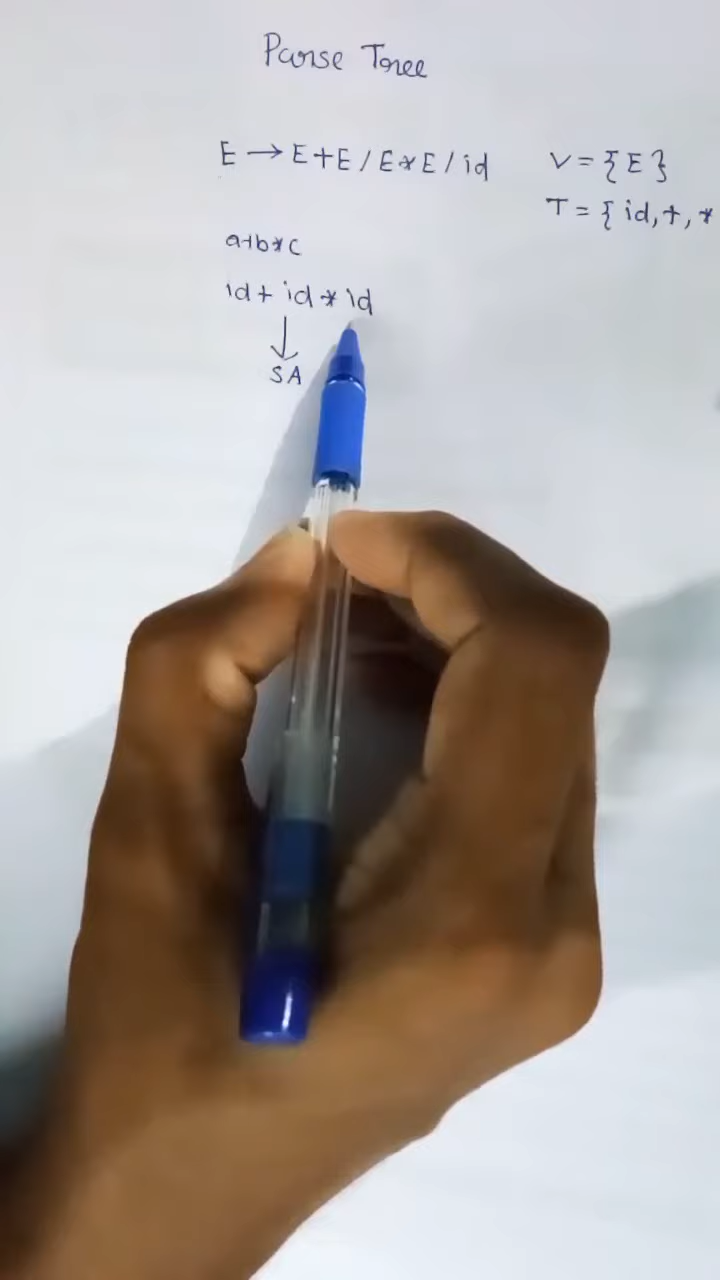 Parse Tree
E → E+E / E*E / id
V = {E}
T = {id, +, *
a+b*c
id + id * id
↓
SA